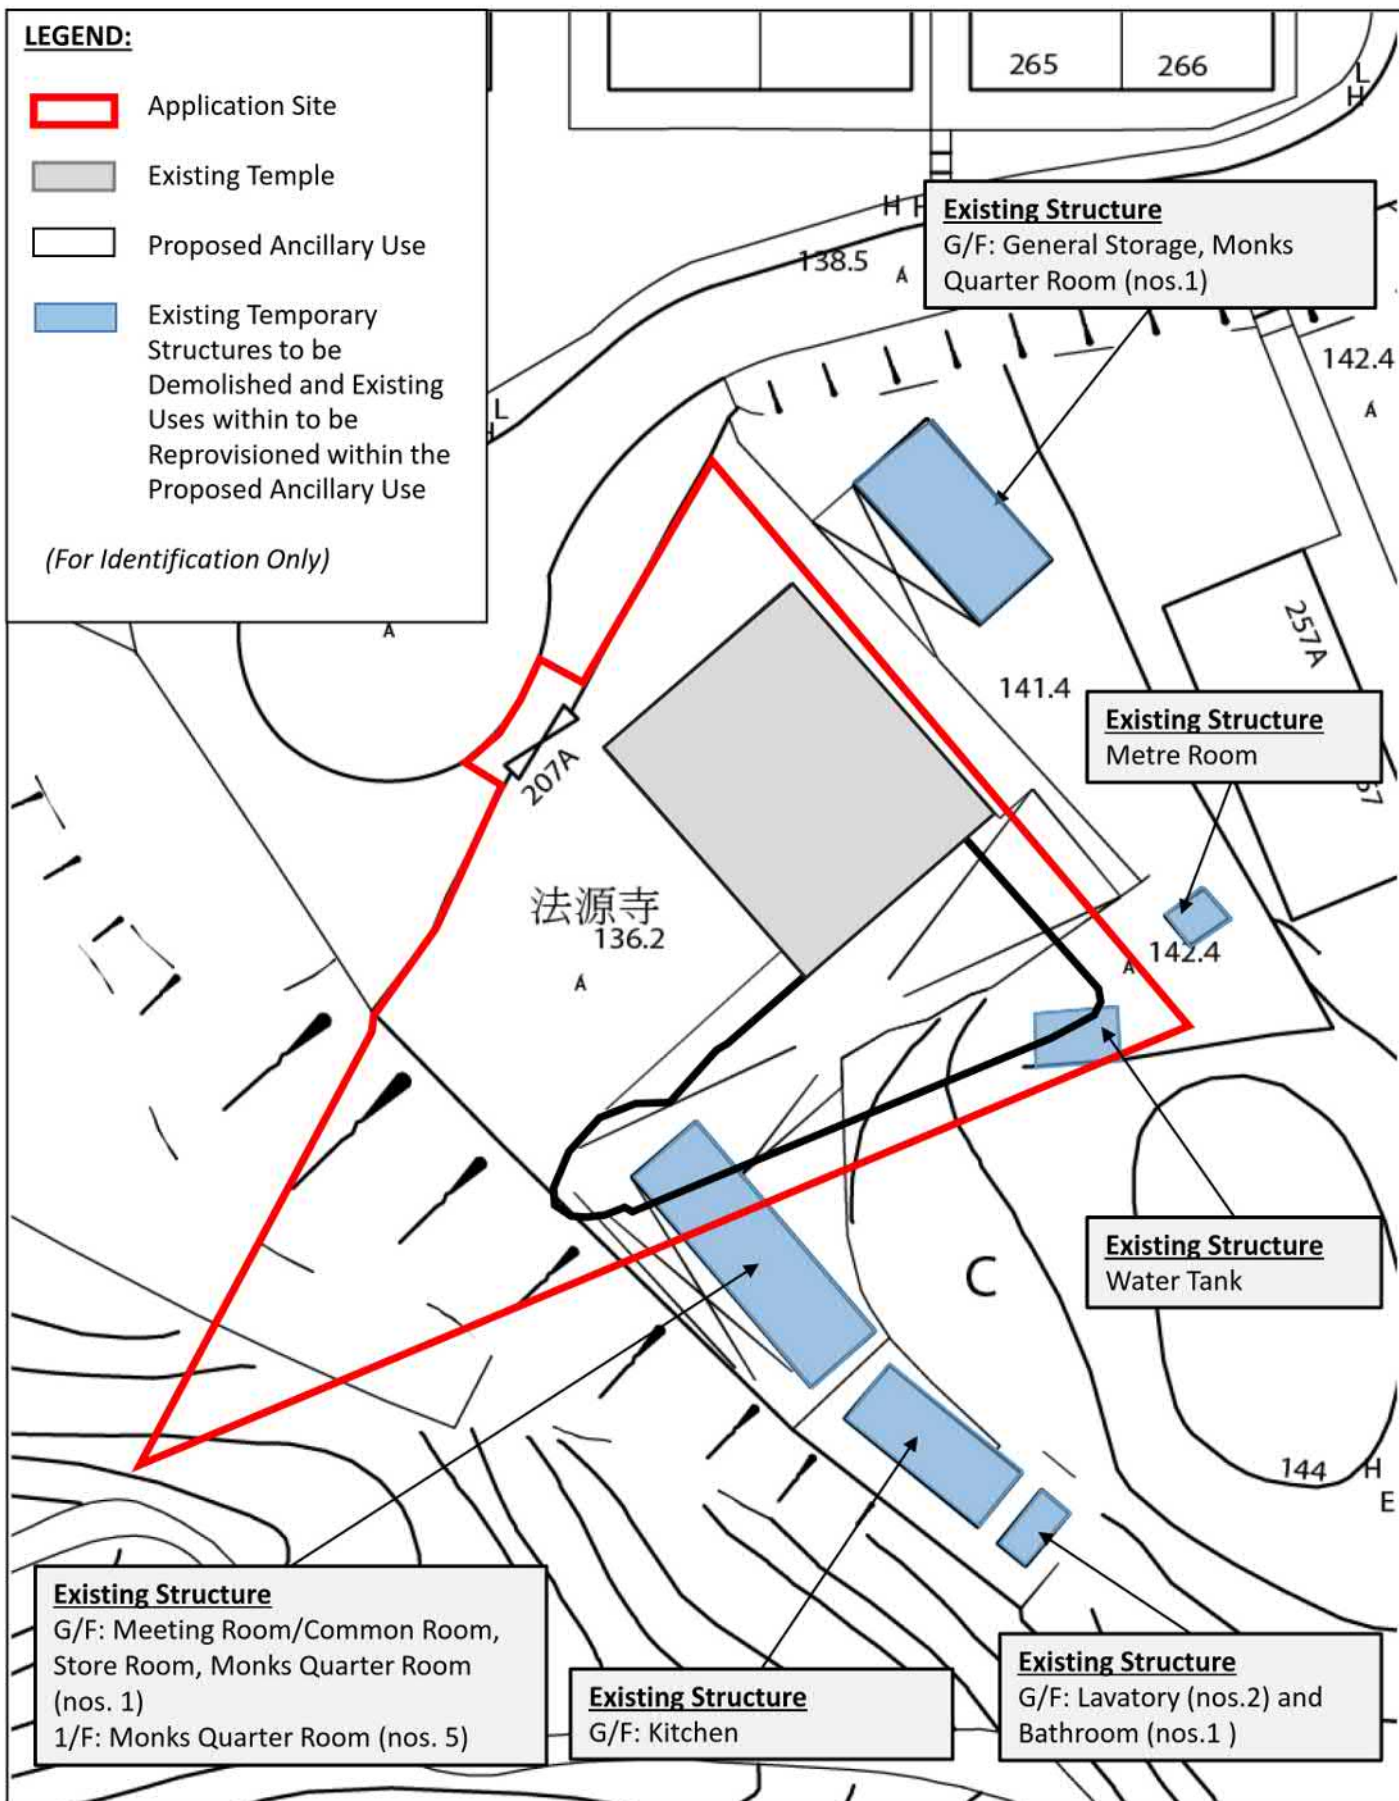 LEGEND:
Application Site
Existing Temple
Proposed Ancillary Use
Existing Temporary
Structures to be
Demolished and Existing
Uses within to be
Reprovisioned within the
Proposed Ancillary Use
(For Identification Only)
265
266
L
H
H
138.5
A
Existing Structure
G/F: General Storage, Monks
Quarter Room (nos.1)
142.4
A
L
A
257A
141.4
Existing Structure
Metre Room
207A
法源寺
136.2
A
142.4
A
Existing Structure
Water Tank
C
144
H
E
Existing Structure
G/F: Meeting Room/Common Room,
Store Room, Monks Quarter Room
(nos. 1)
1/F: Monks Quarter Room (nos. 5)
Existing Structure
G/F: Kitchen
Existing Structure
G/F: Lavatory (nos.2) and
Bathroom (nos.1 )